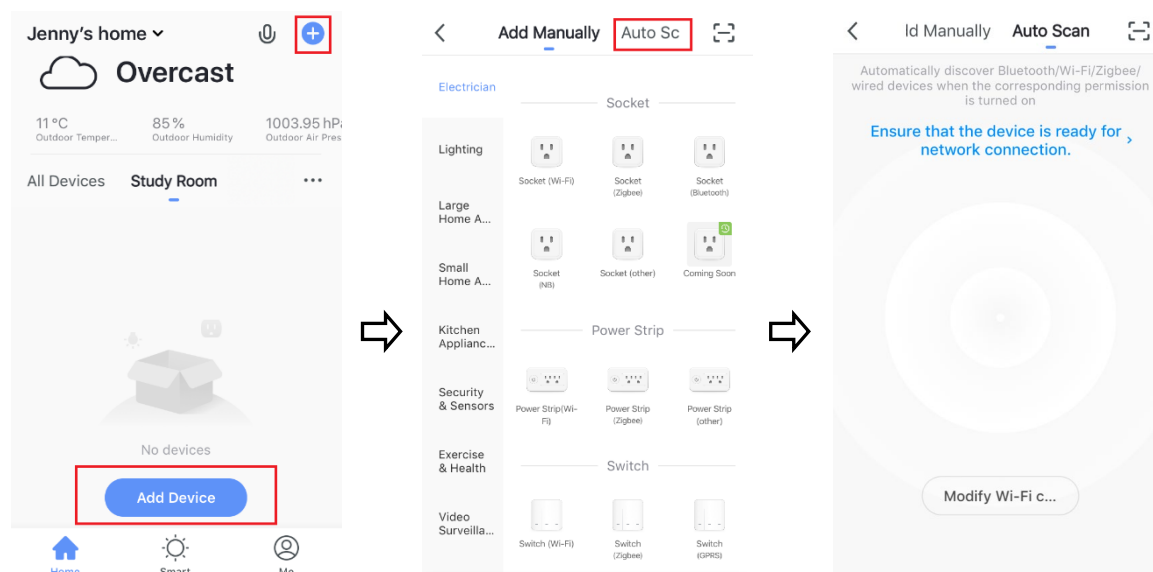 Jenny's home
Overcast
11°C
85%
1003.95 hPa
Outdoor Temper...
Outdoor Humidity
Outdoor Air Pres
All Devices
Study Room
...
No devices
Add Device
Home
Smart
Me
Add Manually
Auto Sc
Electrician
Lighting
Large
Home A...
Small
Home A...
Kitchen
Applianc...
Security
& Sensors
Exercise
& Health
Video
Surveilla...
Socket
Socket (Wi-Fi)
Socket
(Zigbee)
Socket
(Bluetooth)
Socket
(NB)
Socket (other)
Coming Soon
Power Strip
Power Strip(Wi-
Fi)
Power Strip
(Zigbee)
Power Strip
(other)
Switch
Switch (Wi-Fi)
Switch
(Zigbee)
Switch
(GPRS)
ld Manually
Auto Scan
Automatically discover Bluetooth/Wi-Fi/Zigbee/
wired devices when the corresponding permission
is turned on
Ensure that the device is ready for
network connection.
Modify Wi-Fi c...